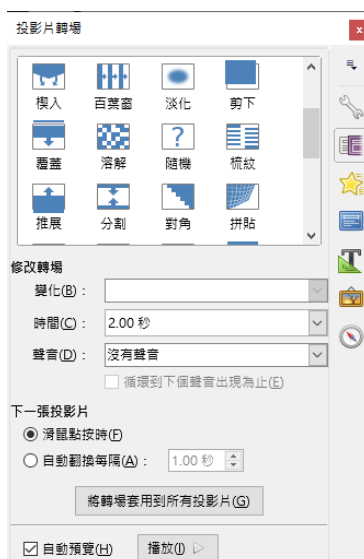 投影片轉場
楔入 百葉窗 淡化 剪下
覆蓋 溶解 隨機 梳紋
推展 分割 對角 拼貼
修改轉場
變化(B):
時間(C): 2.00 秒
聲音(D): 沒有聲音
循環到下個聲音出現為止(E)
下一張投影片
滑鼠點按時(F)
自動翻換每隔(A): 1.00 秒
將轉場套用到所有投影片(G)
自動預覽(H) 播放(I)